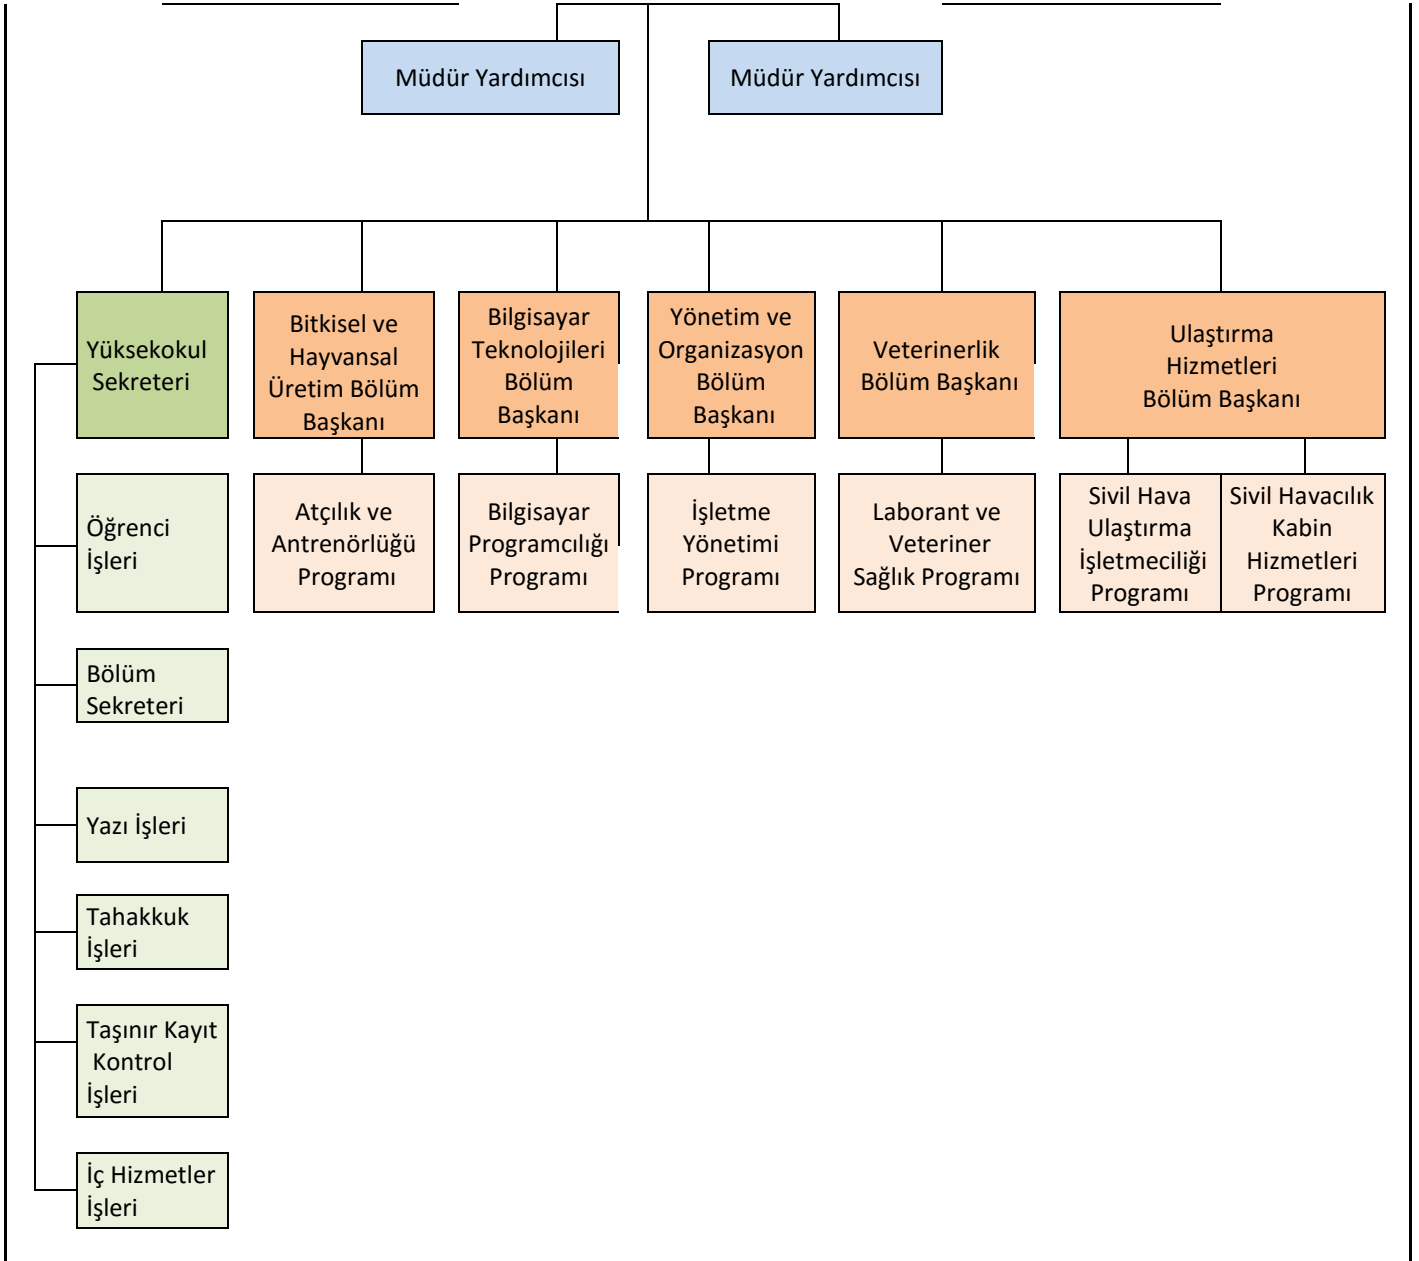 Müdür Yardımcısı
Müdür Yardımcısı
Yüksekokul
Sekreteri
Bitkisel ve
Hayvansal
Üretim Bölüm
Başkanı
Bilgisayar
Teknolojileri
Bölüm
Başkanı
Yönetim ve
Organizasyon
Bölüm
Başkanı
Veterinerlik
Bölüm Başkanı
Ulaştırma
Hizmetleri
Bölüm Başkanı
Öğrenci
İşleri
Atçılık ve
Antrenörlüğü
Programı
Bilgisayar
Programcılığı
Programı
İşletme
Yönetimi
Programı
Laborant ve
Veteriner
Sağlık Programı
Sivil Hava
Ulaştırma
İşletmeciliği
Programı
Sivil Havacılık
Kabin
Hizmetleri
Programı
Bölüm
Sekreteri
Yazı İşleri
Tahakkuk
İşleri
Taşınır Kayıt
Kontrol
İşleri
İç Hizmetler
İşleri